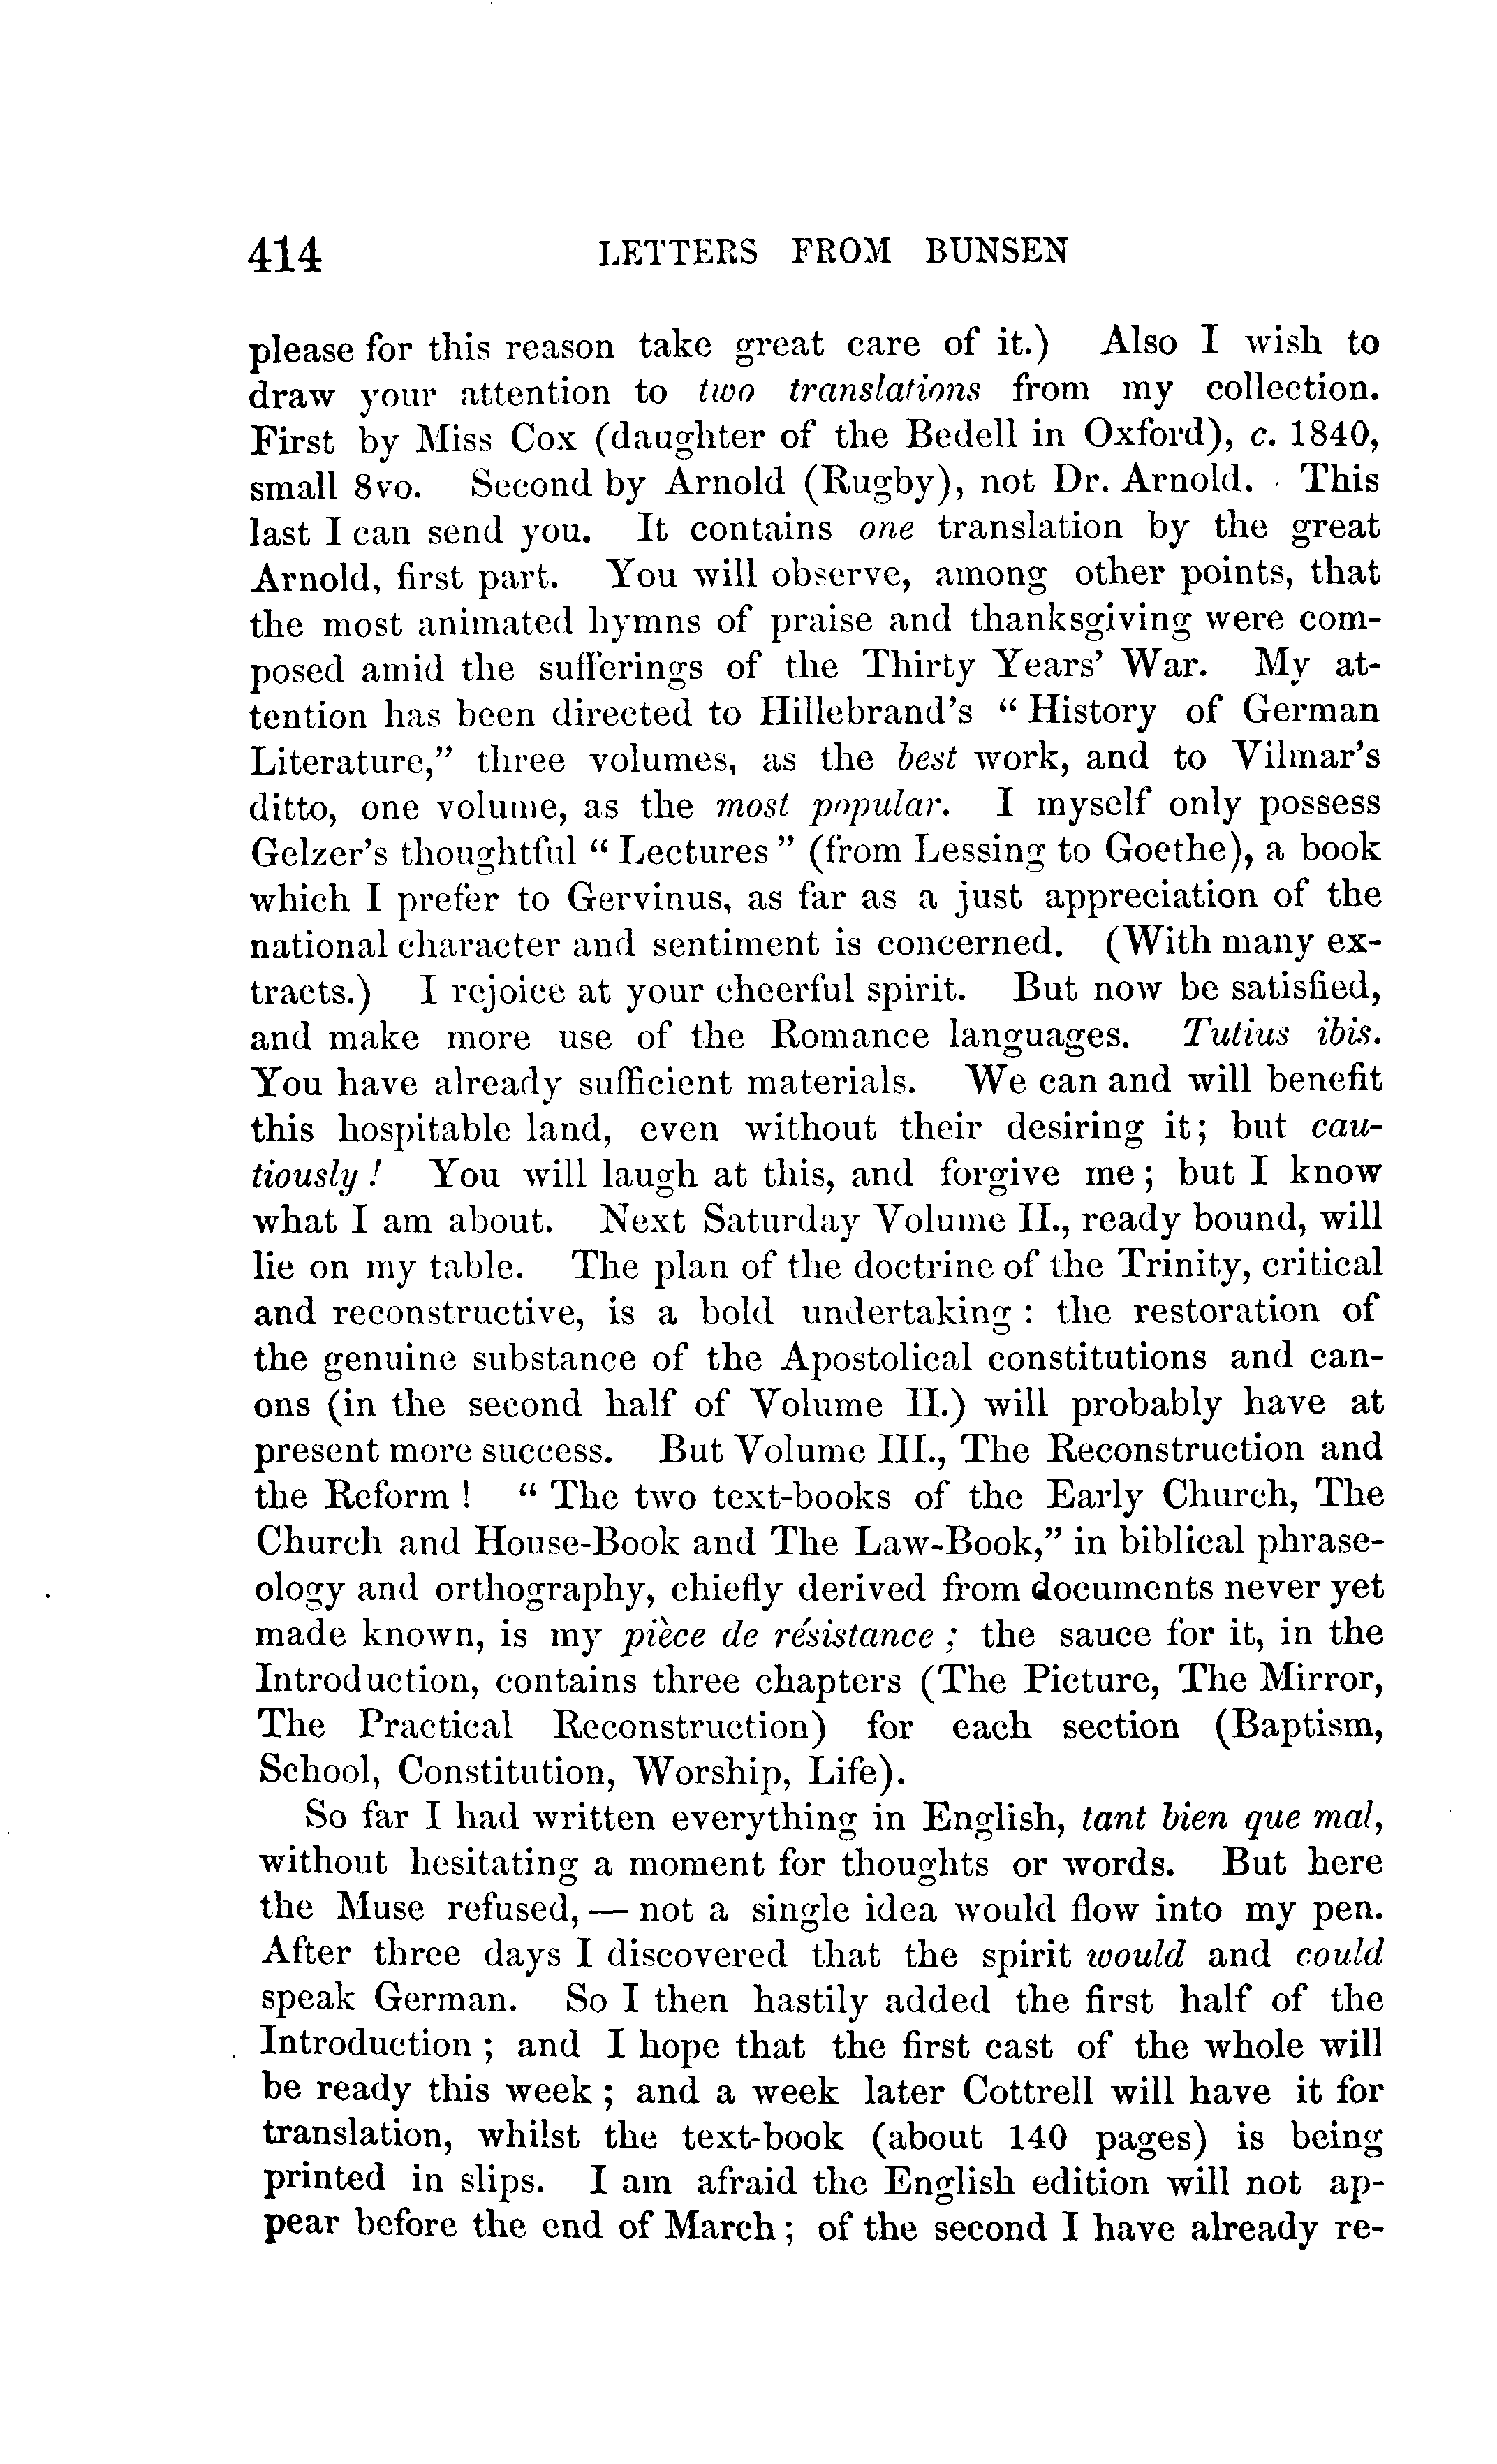 414 LETTERS FROM BUNSEN
please for this reason take great care of it.) Also I wish to
draw your attention to two translations from my collection.
First by Miss Cox (daughter of the Bedell in Oxford), c. 1840,
small 8vo. Second by Arnold (Rugby), not Dr. Arnold. This
last I can send you. It contains one translation by the great
Arnold, first part. You will observe, among other points, that
the most animated hymns of praise and thanksgiving were com-
posed amid the sufferings of the Thirty Years' War. My at-
tention has been directed to Hillebrand's “ History of German
Literature,” three volumes, as the best work, and to Vilmar's
ditto, one volume, as the most popular. I myself only possess
Gelzer's thoughtful “ Lectures ” (from Lessing to Goethe), a book
which I prefer to Gervinus, as far as a just appreciation of the
national character and sentiment is concerned. (With many ex-
tracts.) I rejoice at your cheerful spirit. But now be satisfied,
and make more use of the Romance languages. Tutius ibis.
You have already sufficient materials. We can and will benefit
this hospitable land, even without their desiring it; but cau-
tiously ! You will laugh at this, and forgive me ; but I know
what I am about. Next Saturday Volume II., ready bound, will
lie on my table. The plan of the doctrine of the Trinity, critical
and reconstructive, is a bold undertaking : the restoration of
the genuine substance of the Apostolical constitutions and can-
ons (in the second half of Volume II.) will probably have at
present more success. But Volume III., The Reconstruction and
the Reform ! “ The two text-books of the Early Church, The
Church and House-Book and The Law-Book,” in biblical phrase-
ology and orthography, chiefly derived from documents never yet
made known, is my pièce de résistance ; the sauce for it, in the
Introduction, contains three chapters (The Picture, The Mirror,
The Practical Reconstruction) for each section (Baptism,
School, Constitution, Worship, Life).
So far I had written everything in English, tant bien que mal,
without hesitating a moment for thoughts or words. But here
the Muse refused, — not a single idea would flow into my pen.
After three days I discovered that the spirit would and could
speak German. So I then hastily added the first half of the
Introduction ; and I hope that the first cast of the whole will
be ready this week ; and a week later Cottrell will have it for
translation, whilst the text-book (about 140 pages) is being
printed in slips. I am afraid the English edition will not ap-
pear before the end of March ; of the second I have already re-